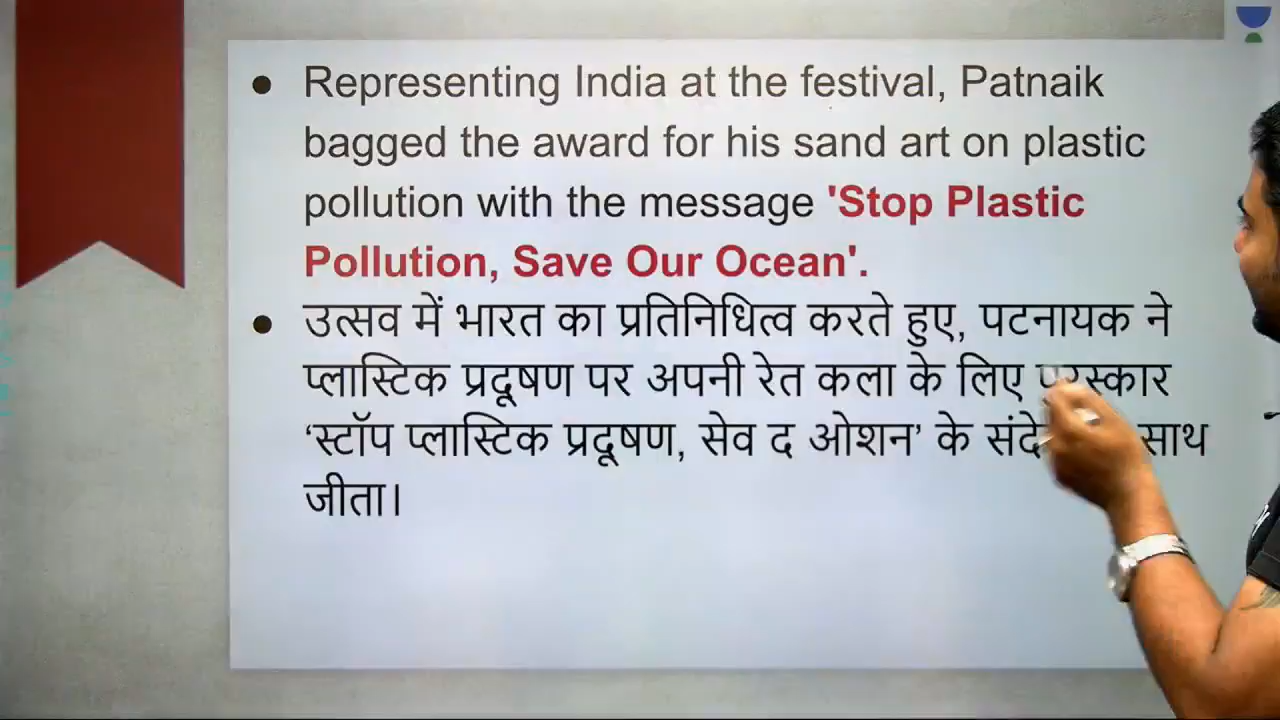 Representing India at the festival, Patnaik
bagged the award for his sand art on plastic
pollution with the message 'Stop Plastic
Pollution, Save Our Ocean'.
उत्सव में भारत का प्रतिनिधित्व करते हुए, पटनायक ने
प्लास्टिक प्रदूषण पर अपनी रेत कला के लिए पुरस्कार
‘स्टॉप प्लास्टिक प्रदूषण, सेव द ओशन’ के साथ
जीता।